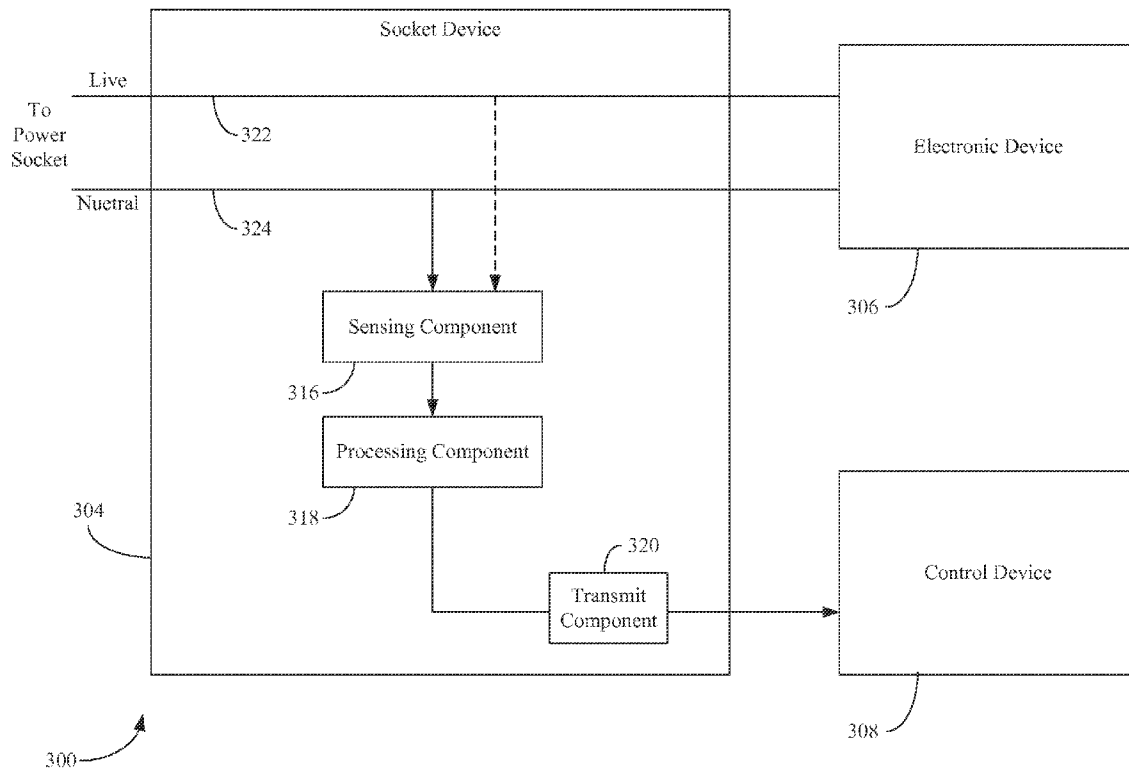 Socket Device
Live
To
Power
Socket
322
Electronic Device
Nuetral
324
306
Sensing Component
316
Processing Component
318
304
320
Transmit
Component
Control Device
308
300